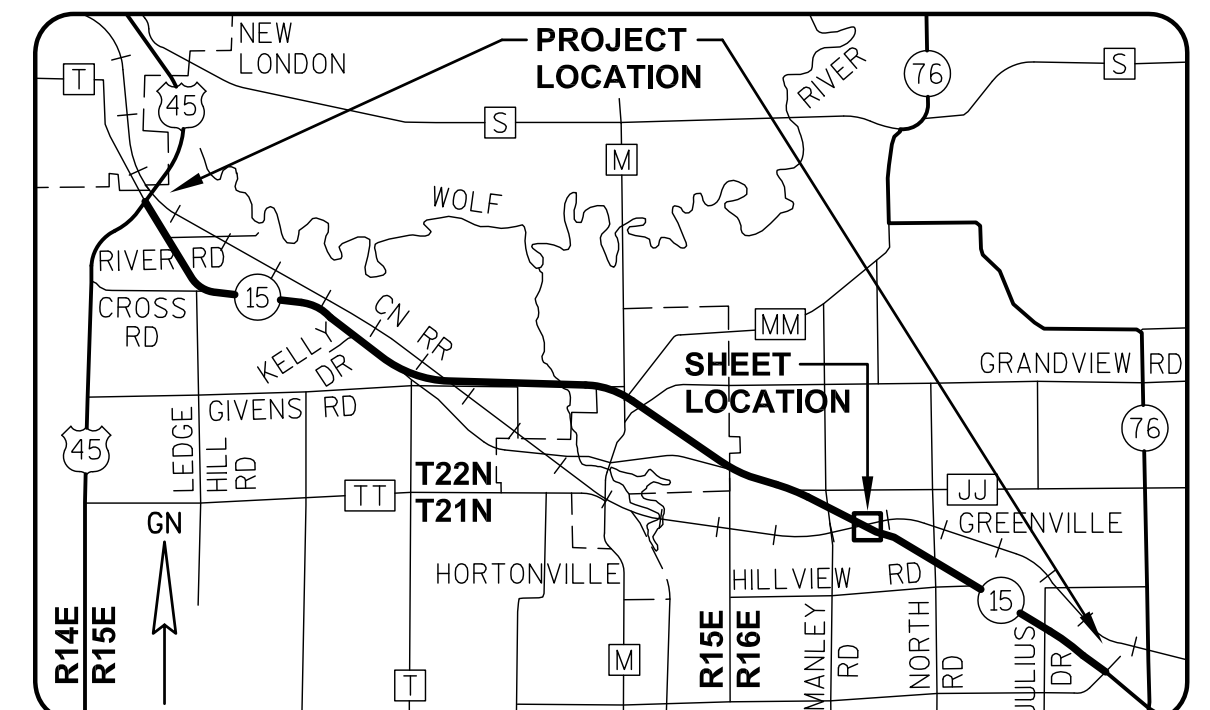 NEW
LONDON
PROJECT
LOCATION
RIVER
76
S
T
45
S
M
WOLF
RIVER RD
15
CROSS
RD
CN RR
KELLY
DR
MM
SHEET
LOCATION
GRANDVIEW RD
GIVENS RD
LEDGE
HILL
RD
45
76
T22N
T21N
TT
JJ
GN
GREENVILLE
HORTONVILLE
HILLVIEW RD
15
R14E
R15E
R15E
R16E
MANLEY
RD
NORTH
RD
JULIUS
DR
M
T